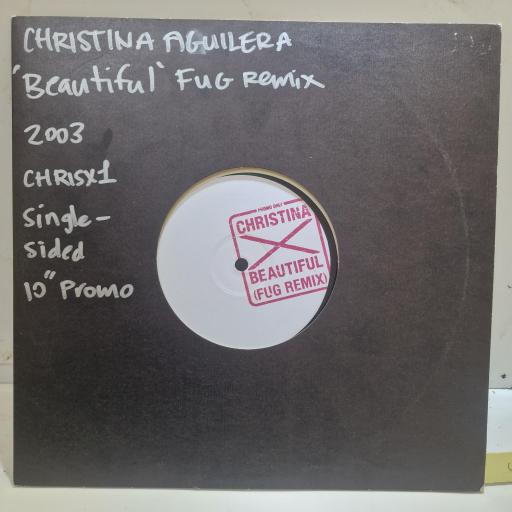 CHRISTINA AGUILERA
'Beautiful' FUG Remix
2003
CHRISX1
Single-
sided
10" Promo
PROMO ONLY
CHRISTINA
BEAUTIFUL
(FUG REMIX)